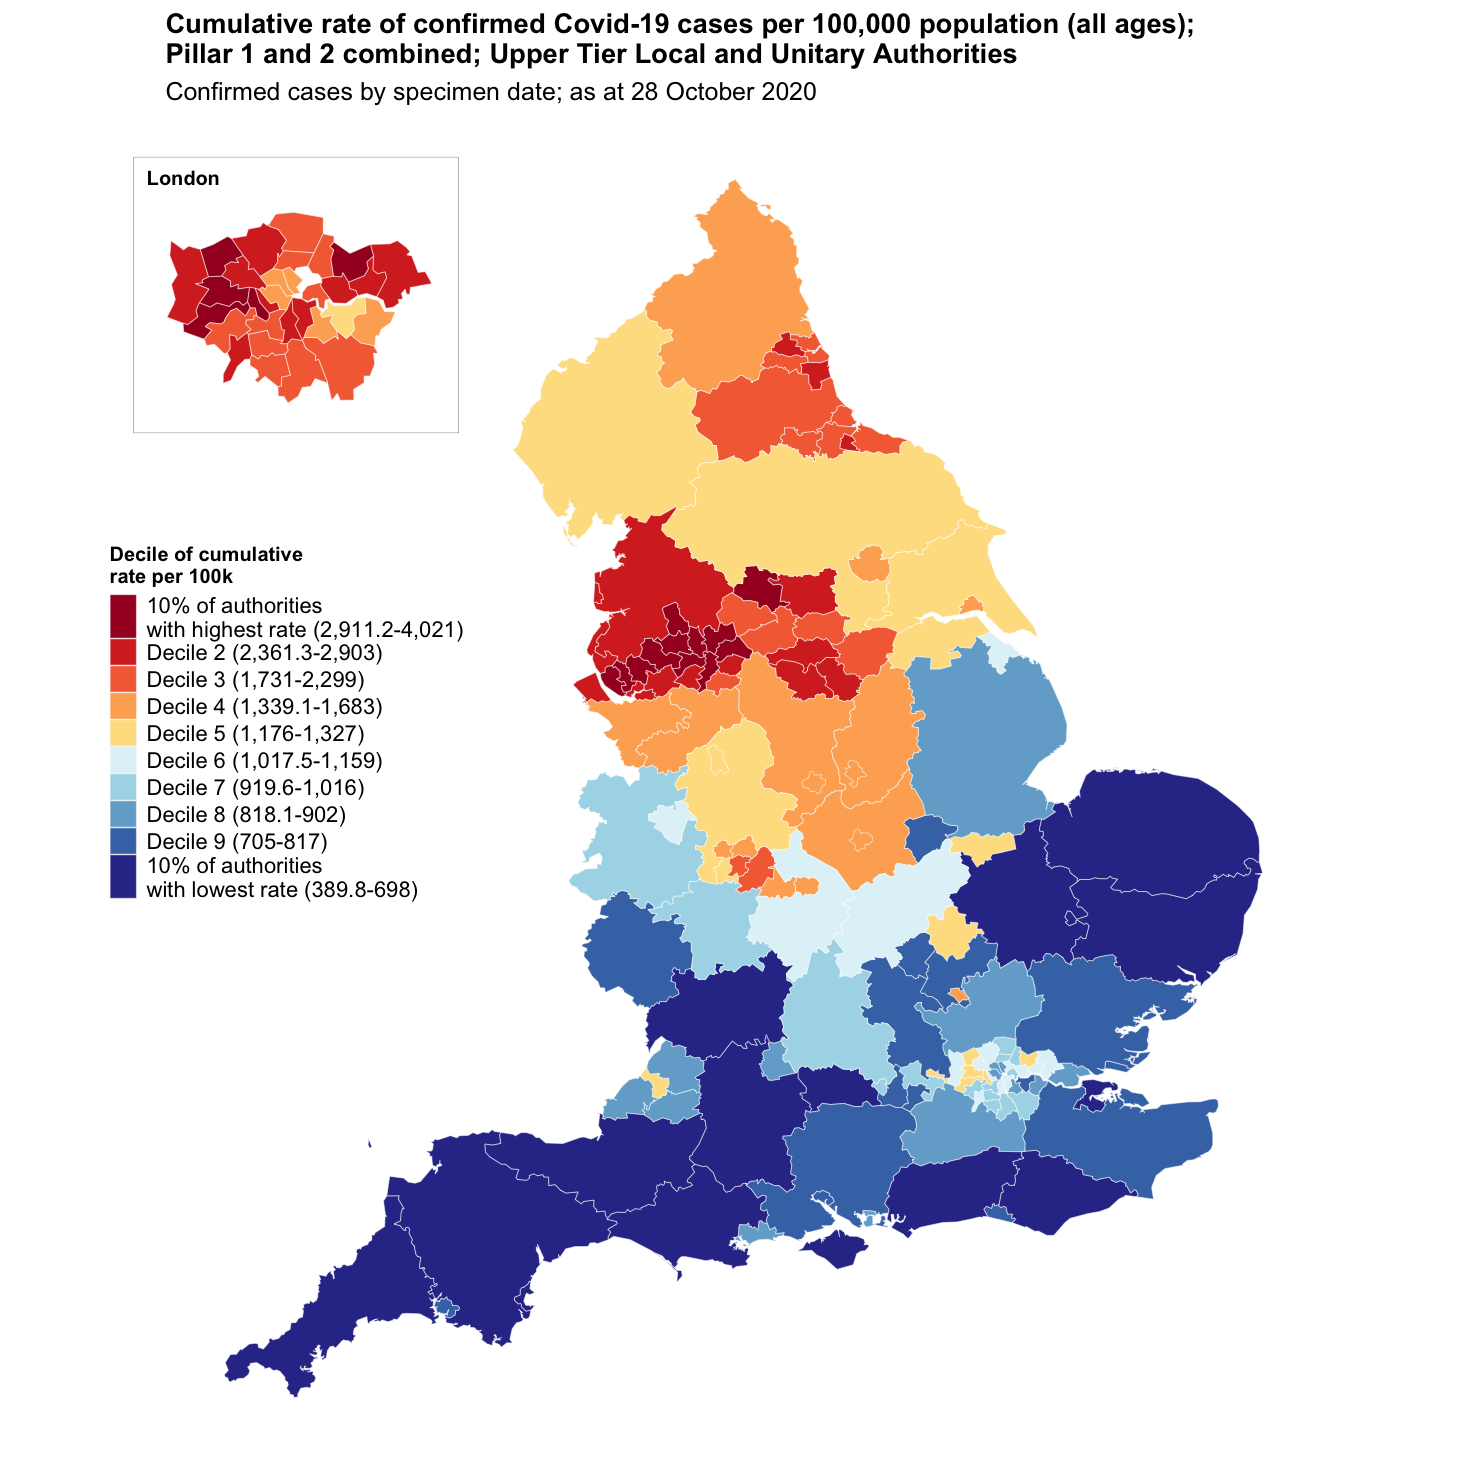 Cumulative rate of confirmed Covid-19 cases per 100,000 population (all ages);
Pillar 1 and 2 combined; Upper Tier Local and Unitary Authorities
Confirmed cases by specimen date; as at 28 October 2020
London
Decile of cumulative
rate per 100k
10% of authorities
with highest rate (2,911.2-4,021)
Decile 2 (2,361.3-2,903)
Decile 3 (1,731-2,299)
Decile 4 (1,339.1-1,683)
Decile 5 (1,176-1,327)
Decile 6 (1,017.5-1,159)
Decile 7 (919.6-1,016)
Decile 8 (818.1-902)
Decile 9 (705-817)
10% of authorities
with lowest rate (389.8-698)